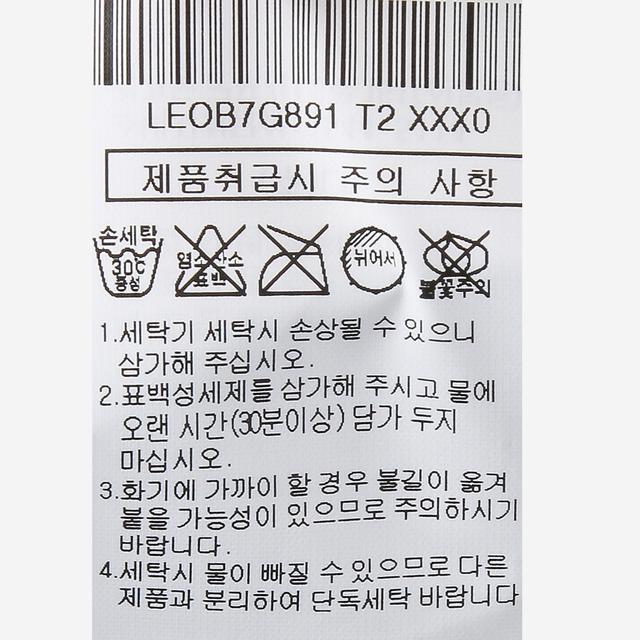 LEOB7G891 T2 XXX0
제품취급시 주의 사항
손세탁
30℃
중성
염소산소
표백
뉘어서
불꽃주의
1.세탁기 세탁시 손상될 수 있으니
삼가해 주십시오.
2.표백성세제를 삼가해 주시고 물에
오랜 시간(30분이상) 담가 두지
마십시오.
3.화기에 가까이 할 경우 불길이 옮겨
붙을 가능성이 있으므로 주의하시기
바랍니다.
4.세탁시 물이 빠질 수 있으므로 다른
제품과 분리하여 단독세탁 바랍니다